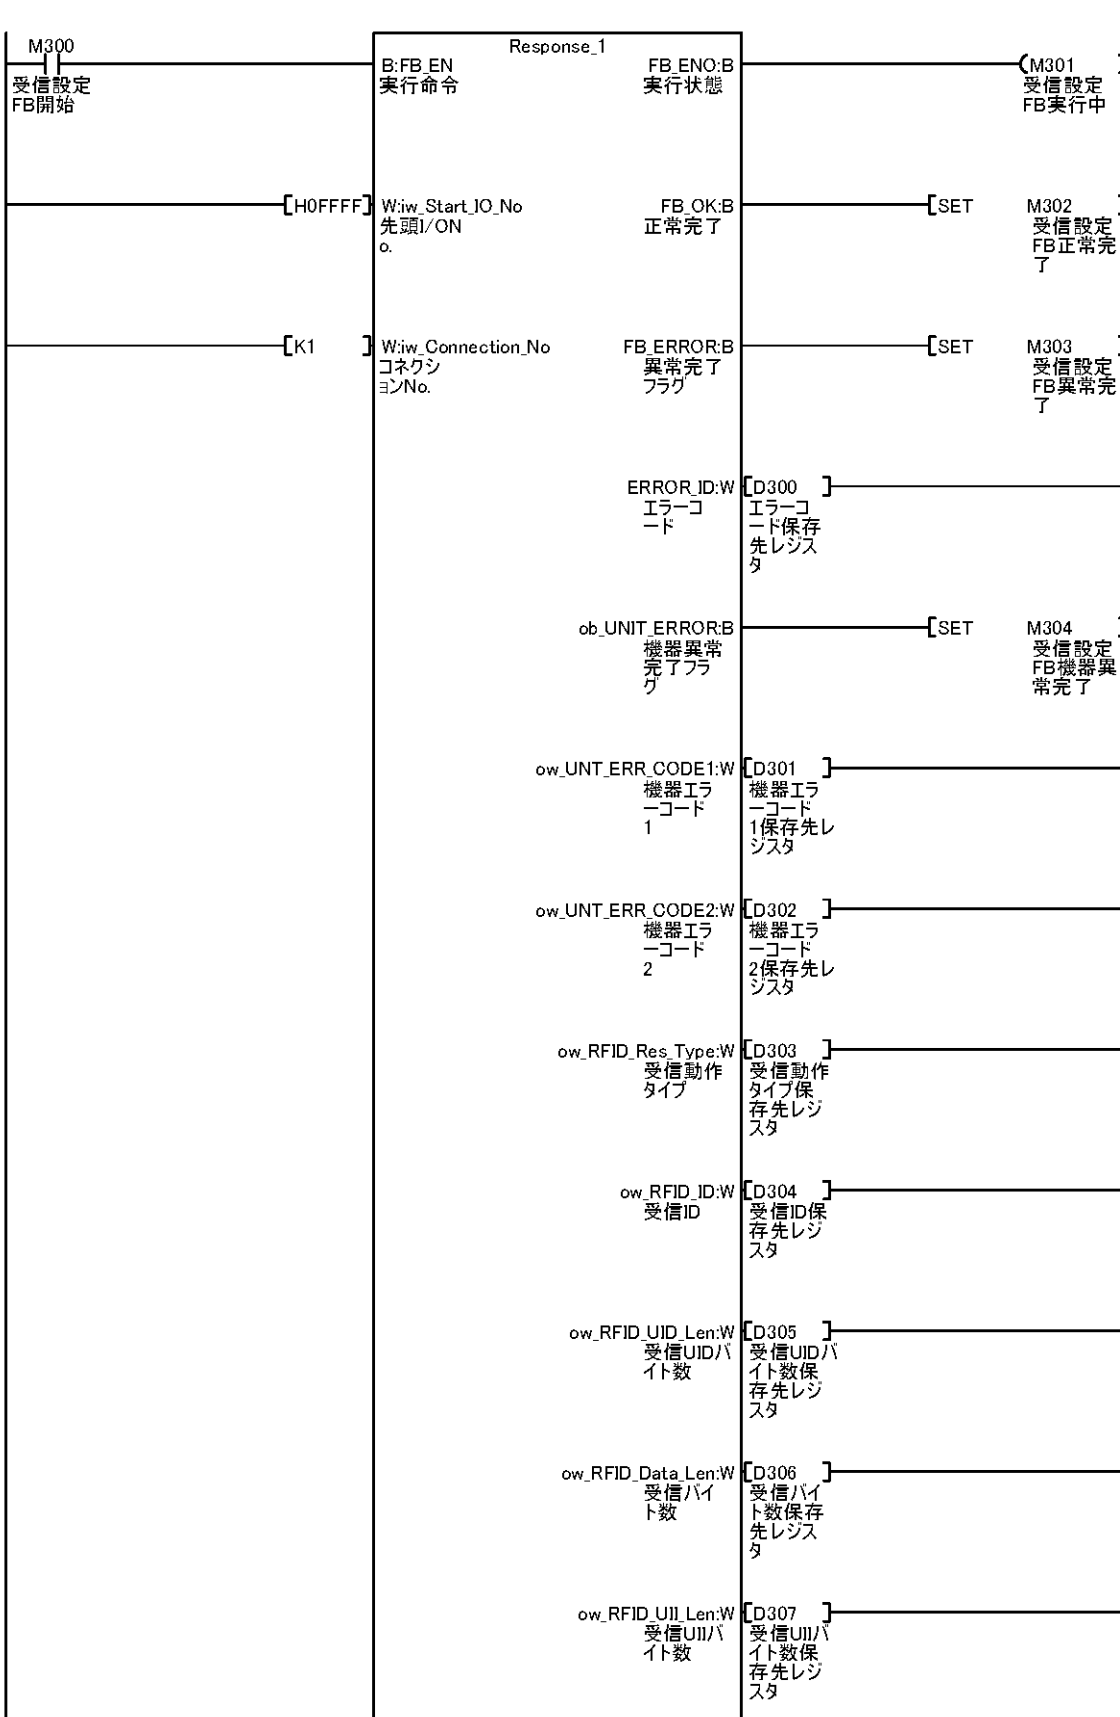 M300
受信設定
FB開始
Response_1
B:FB_EN
実行命令
FB_ENO:B
実行状態
M301
受信設定
FB実行中
[H0FFFF]
W:iw_Start_IO_No
先頭I/ON
o.
FB_OK:B
正常完了
[SET M302
受信設定
FB正常完
了
[K1 ]
W:iw_Connection_No
コネクシ
ョンNo.
FB_ERROR:B
異常完了
フラグ
[SET M303
受信設定
FB異常完
了
ERROR_ID:W
エラーコ
ード
[D300 ]
エラーコ
ード保存
先レジス
タ
ob_UNIT_ERROR:B
機器異常
完了フラ
グ
[SET M304
受信設定
FB機器異
常完了
ow_UNT_ERR_CODE1:W
機器エラ
ーコード
1
[D301 ]
機器エラ
ーコード
1保存先レ
ジスタ
ow_UNT_ERR_CODE2:W
機器エラ
ーコード
2
[D302 ]
機器エラ
ーコード
2保存先レ
ジスタ
ow_RFID_Res_Type:W
受信動作
タイプ
[D303 ]
受信動作
タイプ保
存先レジ
スタ
ow_RFID_ID:W
受信ID
[D304 ]
受信ID保
存先レジ
スタ
ow_RFID_UID_Len:W
受信UIDバ
イト数
[D305 ]
受信UIDバ
イト数保
存先レジ
スタ
ow_RFID_Data_Len:W
受信バイ
ト数
[D306 ]
受信バイ
ト数保存
先レジス
タ
ow_RFID_UII_Len:W
受信UIIバ
イト数
[D307 ]
受信UIIバ
イト数保
存先レジ
スタ